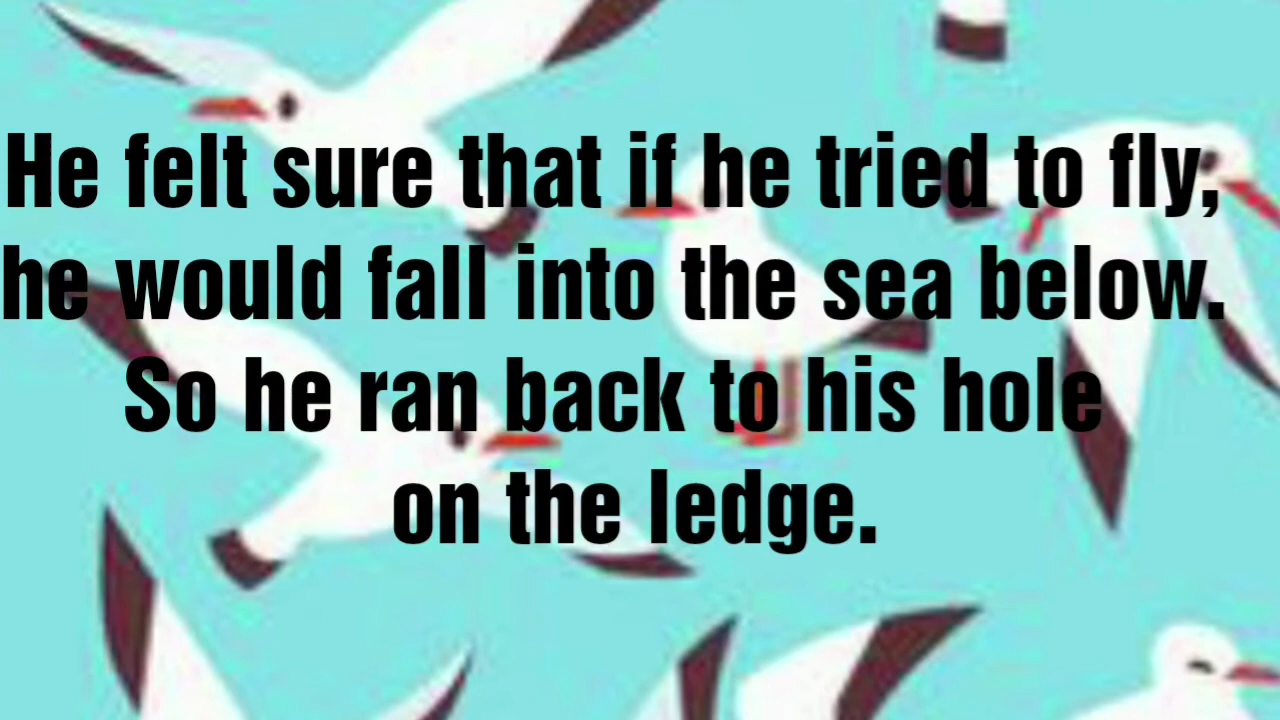 He felt sure that if he tried to fly,
he would fall into the sea below.
So he ran back to his hole
on the ledge.